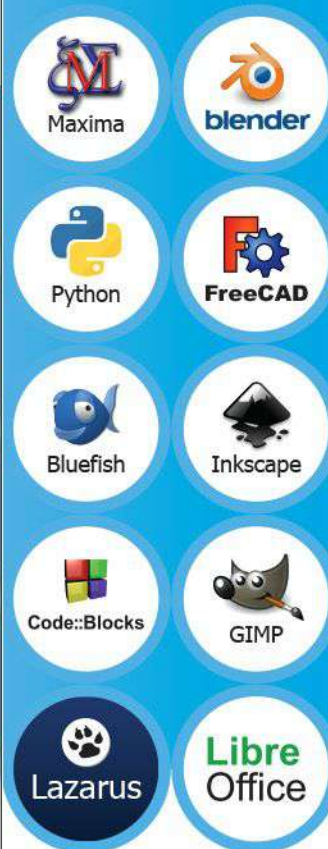 Maxima
blender
Python
FreeCAD
Bluefish
Inkscape
Code::Blocks
GIMP
Lazarus
Libre
Office